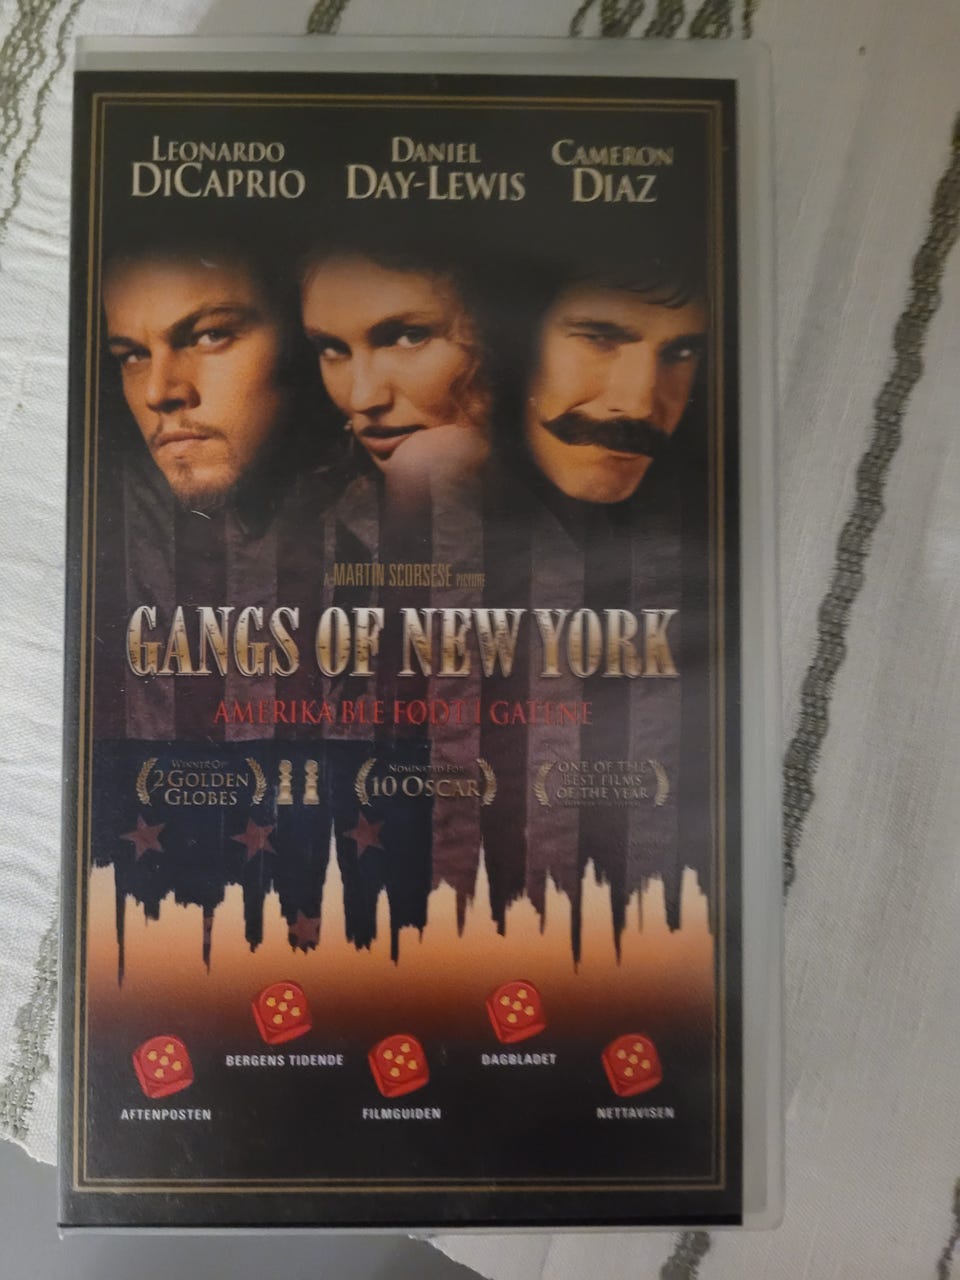 LEONARDO DICAPRIO
DANIEL DAY-LEWIS
CAMERON DIAZ
A MARTIN SCORSESE PICTURE
GANGS OF NEW YORK
AMERIKA BLE FØDT I GATENE
WINNER OF
2 GOLDEN
GLOBES
NOMINATED FOR
10 OSCAR
ONE OF THE
BEST FILMS
OF THE YEAR
BERGENS TIDENDE
DAGBLADET
AFTENPOSTEN
FILMGUIDEN
NETTAVISEN